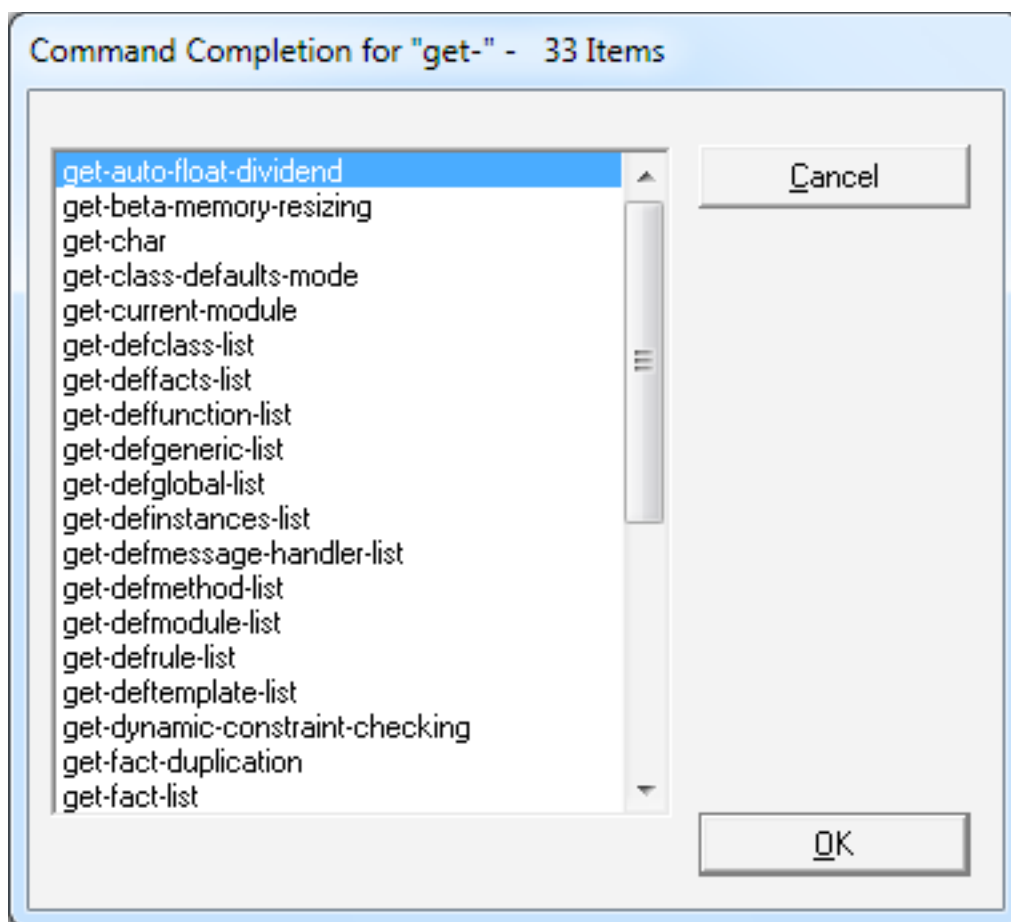 Command Completion for "get-" - 33 Items
get-auto-float-dividend
get-beta-memory-resizing
get-char
get-class-defaults-mode
get-current-module
get-defclass-list
get-deffacts-list
get-deffunction-list
get-defgeneric-list
get-defglobal-list
get-definstances-list
get-defmessage-handler-list
get-defmethod-list
get-defmodule-list
get-defrule-list
get-deftemplate-list
get-dynamic-constraint-checking
get-fact-duplication
get-fact-list
Cancel
OK